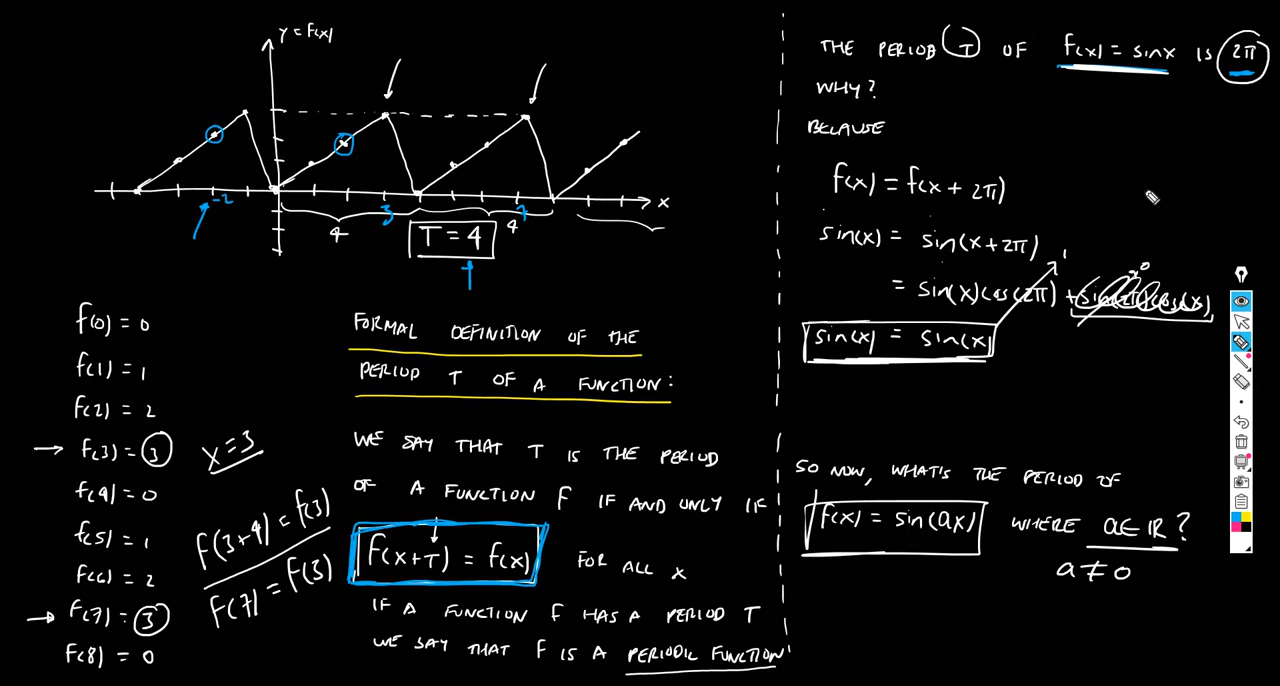 y = f(x)
-2
3
7
x
4
4
T = 4
f(0) = 0
f(1) = 1
f(2) = 2
→ f(3) = 3
x = 3
f(4) = 0
f(5) = 1
f(6) = 2
→ f(7) = 3
f(8) = 0
f(3+4) = f(3)
f(7) = f(3)
FORMAL DEFINITION OF THE
PERIOD T OF A FUNCTION:
WE SAY THAT T IS THE PERIOD
OF A FUNCTION F IF AND ONLY IF
f(x+T) = f(x) FOR ALL X
IF A FUNCTION F HAS A PERIOD T
WE SAY THAT F IS A PERIODIC FUNCTION
THE PERIOD (T) OF f(x) = sinx IS 2π
WHY?
BECAUSE
f(x) = f(x + 2π)
sin(x) = sin(x+2π)
1
0
= sin(x)cos(2π) + sin(2π)cos(x)
sin(x) = sin(x)
SO NOW, WHAT'S THE PERIOD OF
f(x) = sin(ax) WHERE a∈ℝ?
a ≠ 0